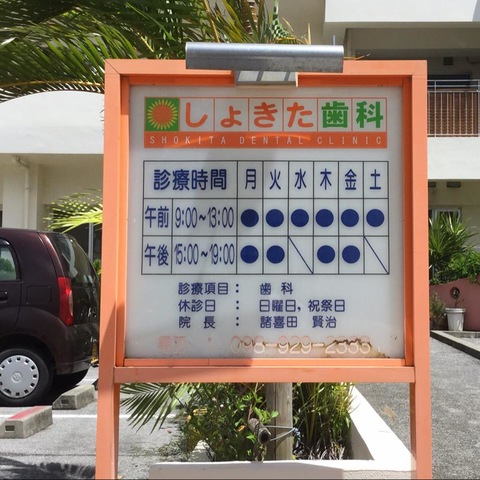 しょきた歯科
SHOKITA DENTAL CLINIC
診療時間 月 火 水 木 金 土
午前 9:00~13:00 ● ● ● ● ● ●
午後 15:00~19:00 ● ● \ ● ● \
診療項目: 歯科
休診日: 日曜日,祝祭日
院長: 諸喜田 賢治